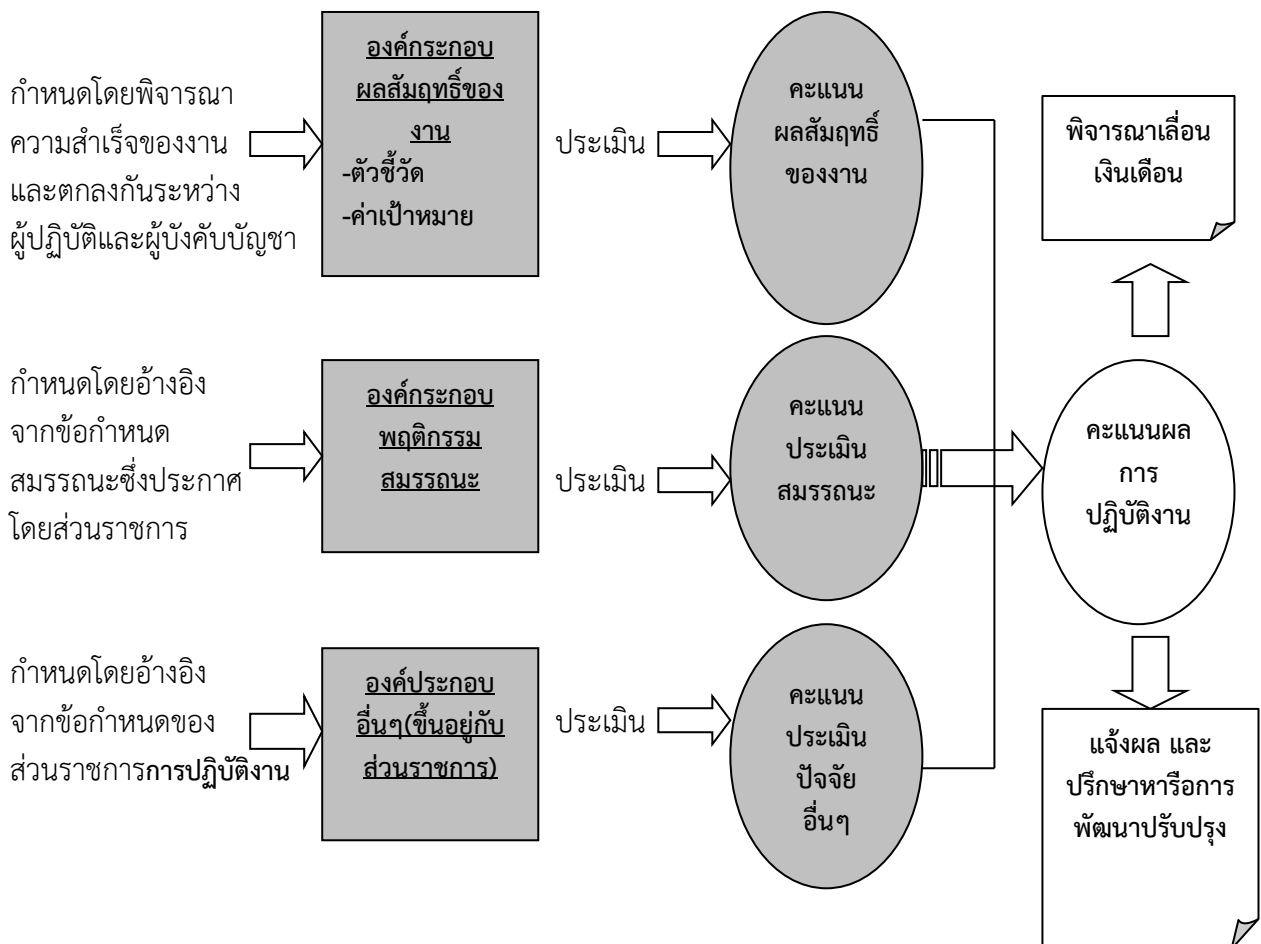 กำหนดโดยพิจารณา
ความสำเร็จของงาน
และตกลงกันระหว่าง
ผู้ปฏิบัติและผู้บังคับบัญชา
องค์กระกอบ
ผลสัมฤทธิ์ของ
งาน
-ตัวชี้วัด
-ค่าเป้าหมาย
ประเมิน
คะแนน
ผลสัมฤทธิ์
ของงาน
พิจารณาเลื่อน
เงินเดือน
กำหนดโดยอ้างอิง
จากข้อกำหนด
สมรรถนะซึ่งประกาศ
โดยส่วนราชการ
องค์กระกอบ
พฤติกรรม
สมรรถนะ
ประเมิน
คะแนน
ประเมิน
สมรรถนะ
คะแนนผล
การ
ปฏิบัติงาน
กำหนดโดยอ้างอิง
จากข้อกำหนดของ
ส่วนราชการการปฏิบัติงาน
องค์ประกอบ
อื่นๆ(ขึ้นอยู่กับ
ส่วนราชการ)
ประเมิน
คะแนน
ประเมิน
ปัจจัย
อื่นๆ
แจ้งผล และ
ปรึกษาหารือการ
พัฒนาปรับปรุง